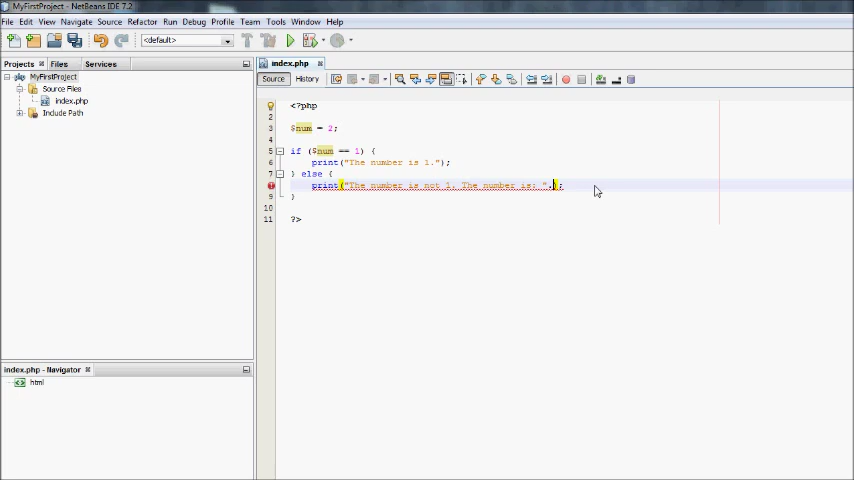 MyFirstProject - NetBeans IDE 7.2
File Edit View Navigate Source Refactor Run Debug Profile Team Tools Window Help
<default>
Projects Files Services
index.php
MyFirstProject
Source Files
index.php
Include Path
Source History
1 <?php
2
3 $num = 2;
4
5 if ($num == 1) {
6 print("The number is 1.");
7 } else {
print("The number is not 1. The number is: ".);
9 }
10
11 ?>
index.php - Navigator
html